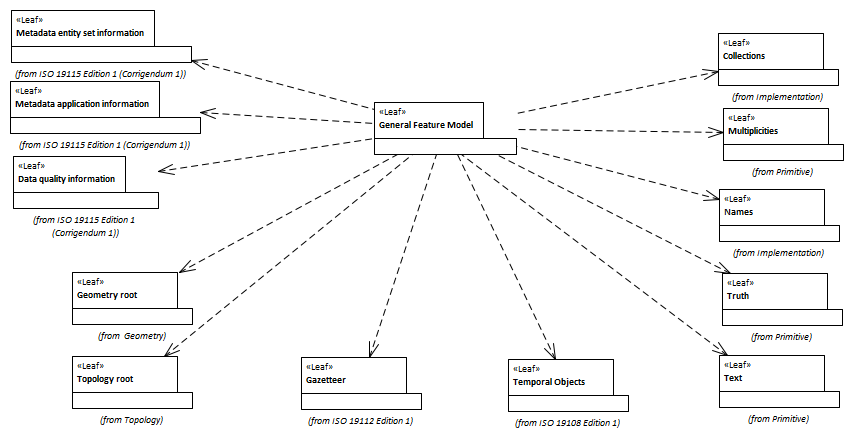 «Leaf»
Metadata entity set information
(from ISO 19115 Edition 1 (Corrigendum 1))
«Leaf»
Metadata application information
(from ISO 19115 Edition 1 (Corrigendum 1))
«Leaf»
Data quality information
(from ISO 19115 Edition 1
(Corrigendum 1))
«Leaf»
General Feature Model
«Leaf»
Collections
(from Implementation)
«Leaf»
Multiplicities
(from Primitive)
«Leaf»
Names
(from Implementation)
«Leaf»
Truth
(from Primitive)
«Leaf»
Text
(from Primitive)
«Leaf»
Geometry root
(from  Geometry)
«Leaf»
Topology root
(from Topology)
«Leaf»
Gazetteer
(from ISO 19112 Edition 1)
«Leaf»
Temporal Objects
(from ISO 19108 Edition 1)